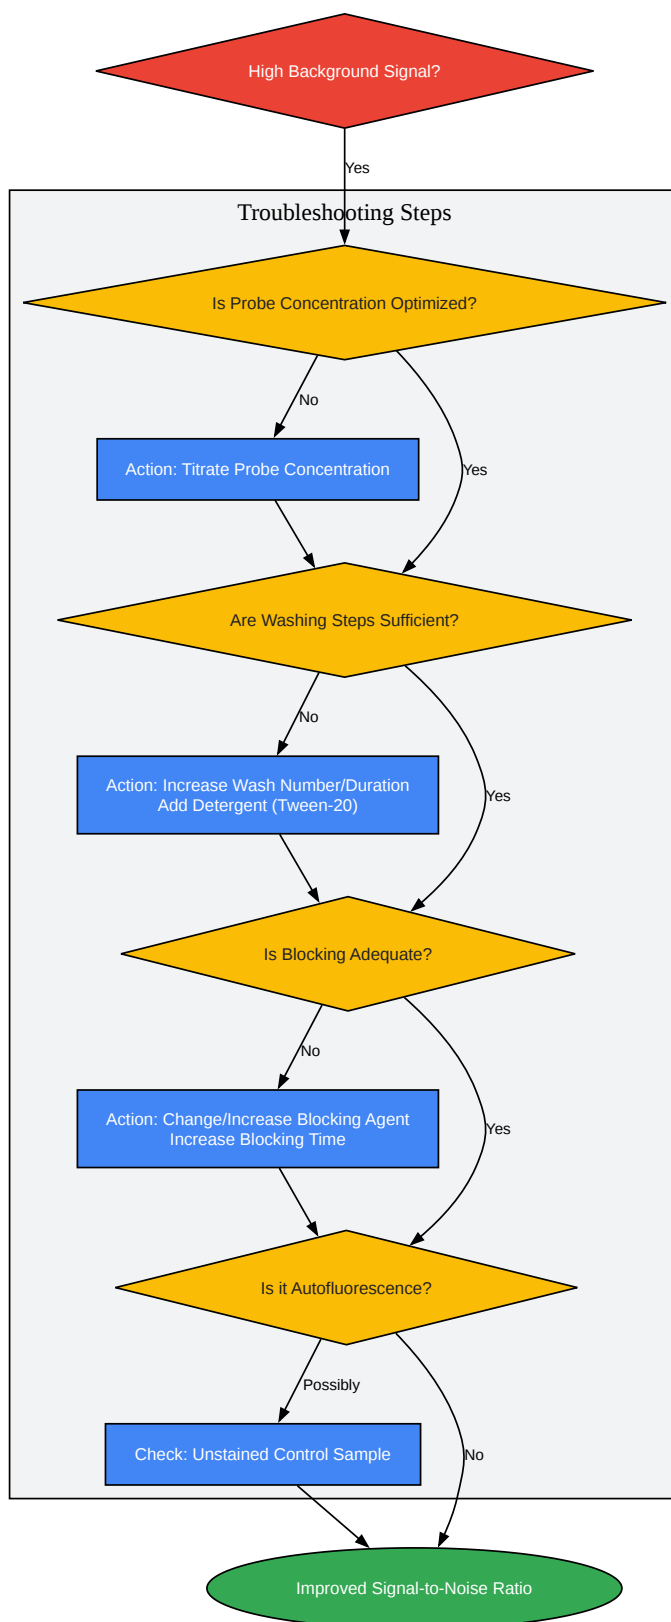 High Background Signal?
Yes
Troubleshooting Steps
Is Probe Concentration Optimized?
No
Action: Titrate Probe Concentration
Yes
Are Washing Steps Sufficient?
No
Action: Increase Wash Number/Duration
Add Detergent (Tween-20)
Yes
Is Blocking Adequate?
No
Action: Change/Increase Blocking Agent
Increase Blocking Time
Yes
Is it Autofluorescence?
Possibly
Check: Unstained Control Sample
No
Improved Signal-to-Noise Ratio